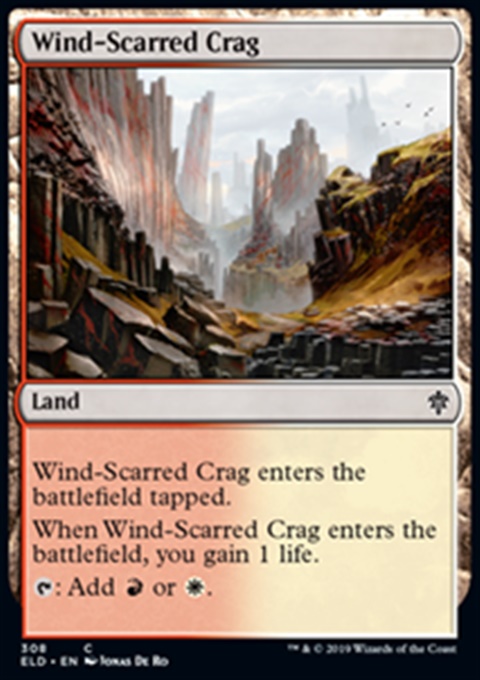 Wind-Scarred Crag
Land
Wind-Scarred Crag enters the
battlefield tapped.
When Wind-Scarred Crag enters the
battlefield, you gain 1 life.
: Add or .
308 C
ELD • EN Jonas De Ro
™ & © 2019 Wizards of the Coast